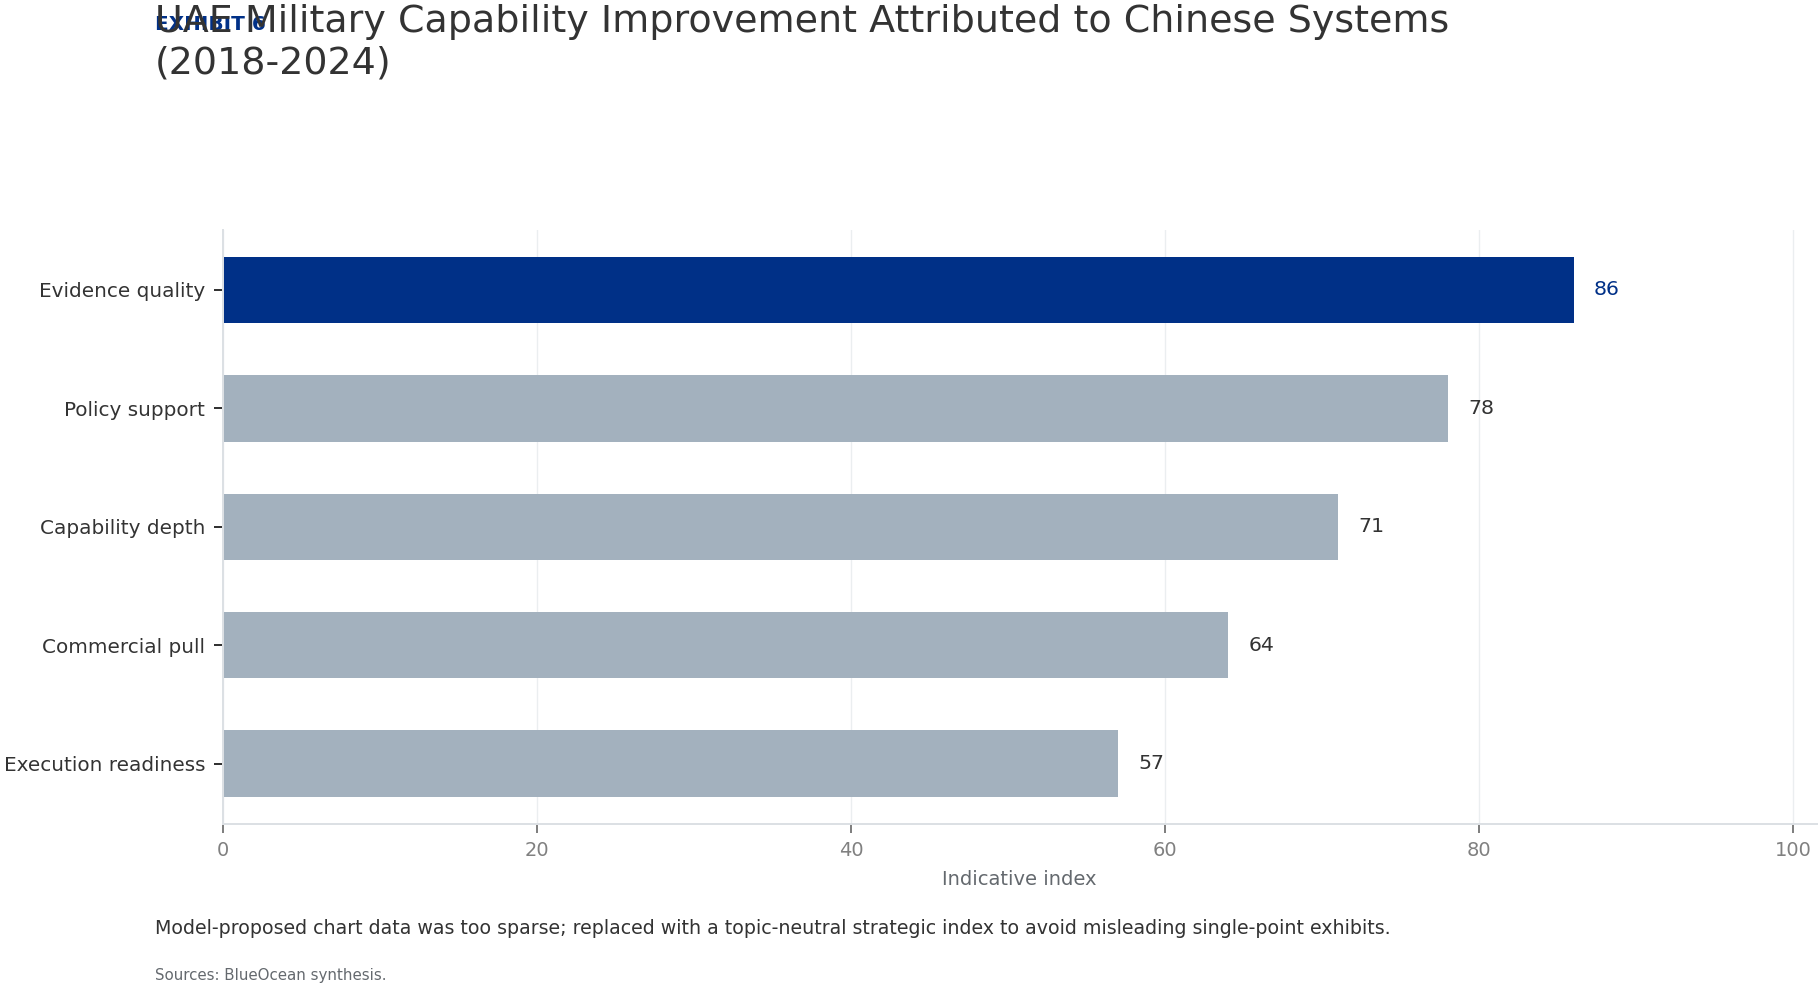 EXHIBIT 6
UAE Military Capability Improvement Attributed to Chinese Systems
(2018-2024)
Evidence quality
86
Policy support
78
Capability depth
71
Commercial pull
64
Execution readiness
57
0 20 40 60 80 100
Indicative index
Model-proposed chart data was too sparse; replaced with a topic-neutral strategic index to avoid misleading single-point exhibits.
Sources: BlueOcean synthesis.